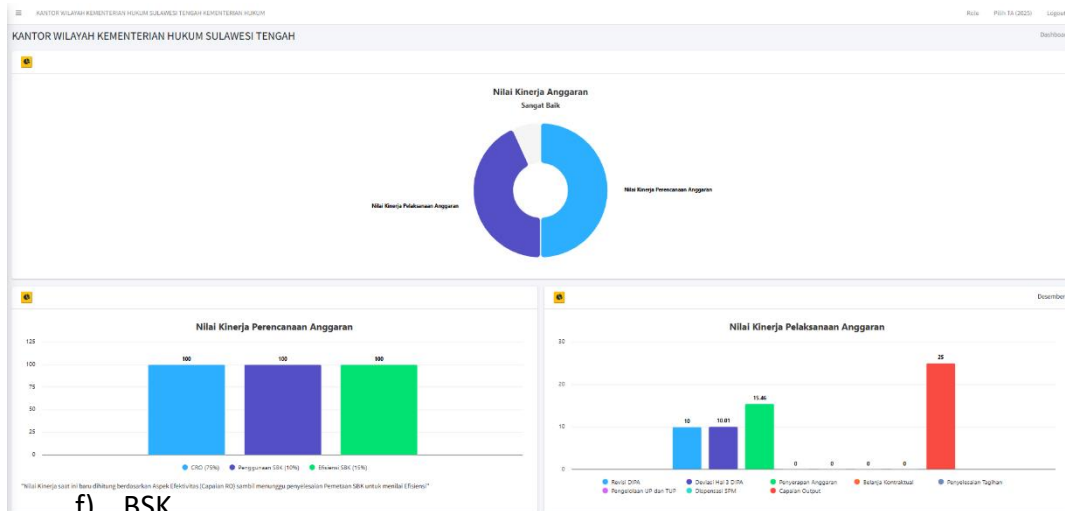 KANTOR WILAYAH KEMENTERIAN HUKUM SULAWESI TENGAH KEMENTERIAN HUKUM
Role Pilih TA (2025) Logout
KANTOR WILAYAH KEMENTERIAN HUKUM SULAWESI TENGAH
Dashboar
Nilai Kinerja Anggaran
Sangat Baik
Nilai Kinerja Pelaksanaan Anggaran
Nilai Kinerja Perencanaan Anggaran
Nilai Kinerja Perencanaan Anggaran
125
100
75
50
25
0
100 100 100
CRO (75%) Penggunaan SBK (10%) Efisiensi SBK (15%)
"Nilai Kinerja saat ini baru dihitung berdasarkan Aspek Efektivitas (Capaian RO) sambil menunggu penyelesaian Pemetaan SBK untuk menilai Efisiensi"
Desember
Nilai Kinerja Pelaksanaan Anggaran
30
20
10
0
10 10.01 15.46 0 0 0 0 25
Revisi DIPA Deviasi Hal 3 DIPA Penyerapan Anggaran Belanja Kontraktual Penyelesaian Tagihan
Pengelolaan UP dan TUP Dispensasi SPM Capaian Output
f) BSK